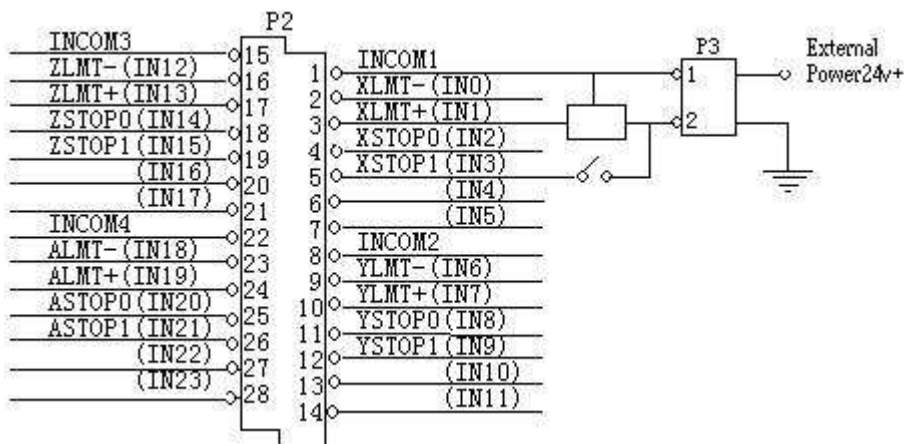 P2
INCOM3
15
ZLMT-(IN12)
16
ZLMT+(IN13)
17
ZSTOP0(IN14)
18
ZSTOP1(IN15)
19
(IN16)
20
(IN17)
21
INCOM4
22
ALMT-(IN18)
23
ALMT+(IN19)
24
ASTOP0(IN20)
25
ASTOP1(IN21)
26
(IN22)
27
(IN23)
28
1 INCOM1
2 XLMT-(IN0)
3 XLMT+(IN1)
4 XSTOP0(IN2)
5 XSTOP1(IN3)
6 (IN4)
7 (IN5)
8 INCOM2
9 YLMT-(IN6)
10 YLMT+(IN7)
11 YSTOP0(IN8)
12 YSTOP1(IN9)
13 (IN10)
14 (IN11)
P3
1
2
External
Power24v+